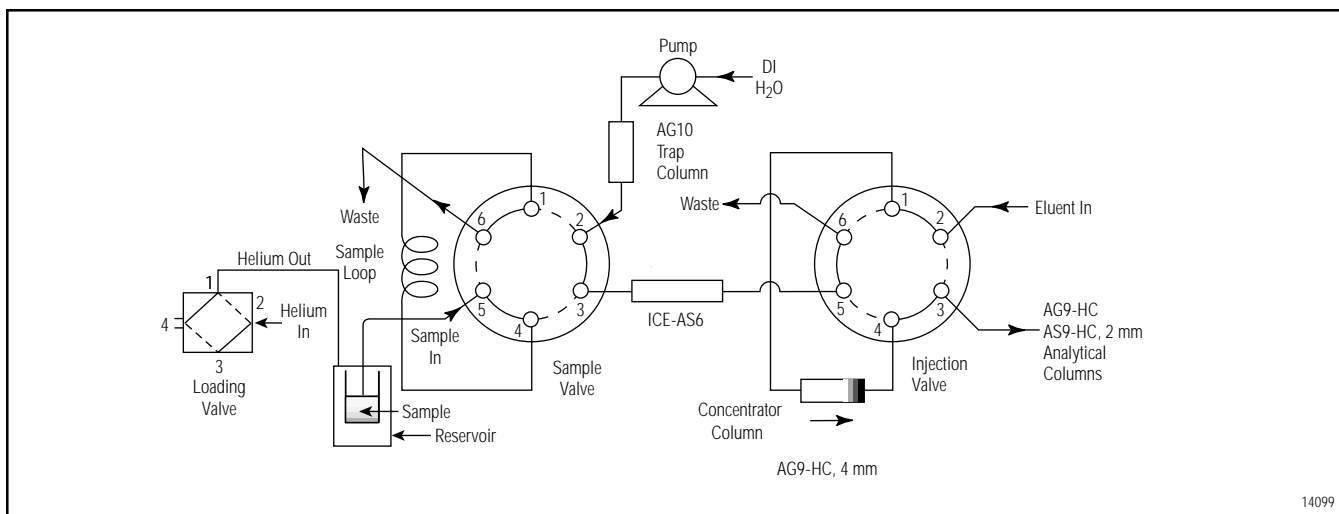 Pump
DI
H₂O
AG10
Trap
Column
1
2
3
4
5
6
Waste
Sample
Loop
Helium Out
1
2
3
4
Helium
In
Loading
Valve
Sample
In
Sample
Valve
Sample
Reservoir
ICE-AS6
Waste
1
2
3
4
5
6
Eluent In
AG9-HC
AS9-HC, 2 mm
Analytical
Columns
Injection
Valve
Concentrator
Column
AG9-HC, 4 mm
14099